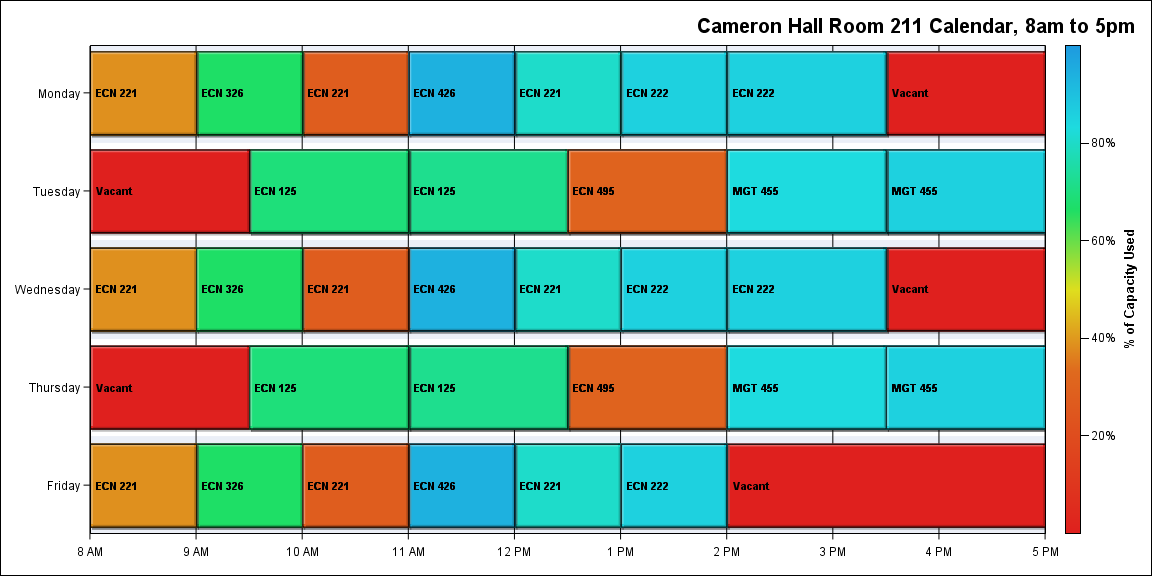 Cameron Hall Room 211 Calendar, 8am to 5pm
Monday
ECN 221
ECN 326
ECN 221
ECN 426
ECN 221
ECN 222
ECN 222
Vacant
Tuesday
Vacant
ECN 125
ECN 125
ECN 495
MGT 455
MGT 455
Wednesday
ECN 221
ECN 326
ECN 221
ECN 426
ECN 221
ECN 222
ECN 222
Vacant
Thursday
Vacant
ECN 125
ECN 125
ECN 495
MGT 455
MGT 455
Friday
ECN 221
ECN 326
ECN 221
ECN 426
ECN 221
ECN 222
Vacant
8 AM
9 AM
10 AM
11 AM
12 PM
1 PM
2 PM
3 PM
4 PM
5 PM
80%
60%
40%
20%
% of Capacity Used